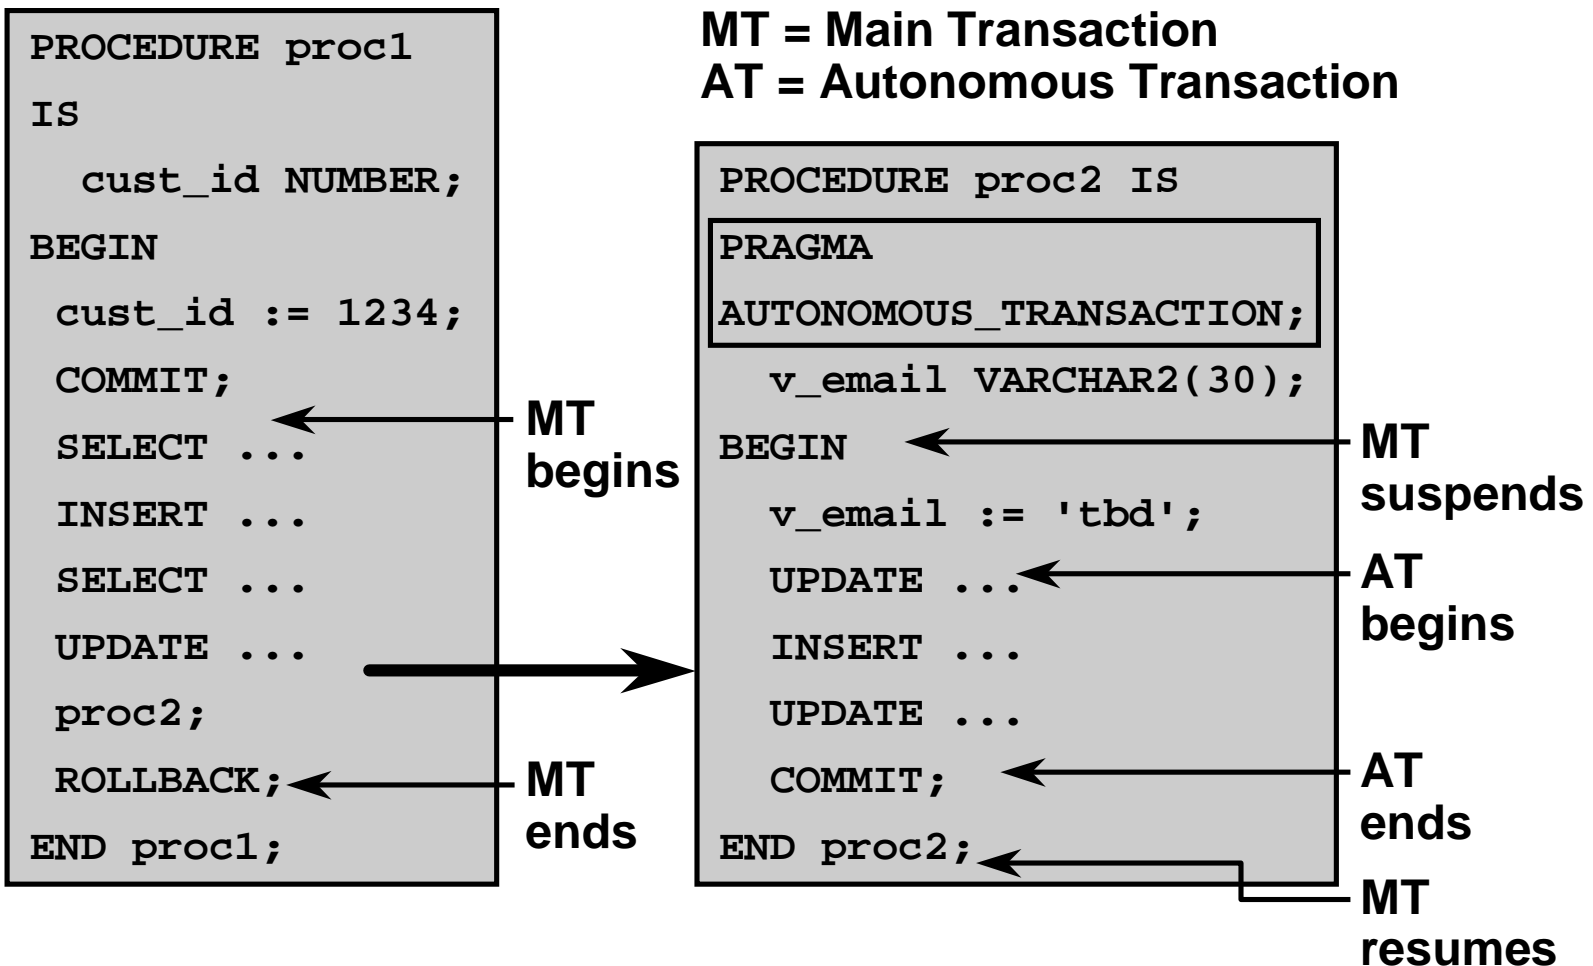 MT = Main Transaction
AT = Autonomous Transaction
PROCEDURE proc1
IS
cust_id NUMBER;
BEGIN
cust_id := 1234;
COMMIT;
SELECT ...
INSERT ...
SELECT ...
UPDATE ...
proc2;
ROLLBACK;
END proc1;
MT
begins
MT
ends
PROCEDURE proc2 IS
PRAGMA
AUTONOMOUS_TRANSACTION;
v_email VARCHAR2(30);
BEGIN
v_email := 'tbd';
UPDATE ...
INSERT ...
UPDATE ...
COMMIT;
END proc2;
MT
suspends
AT
begins
AT
ends
MT
resumes